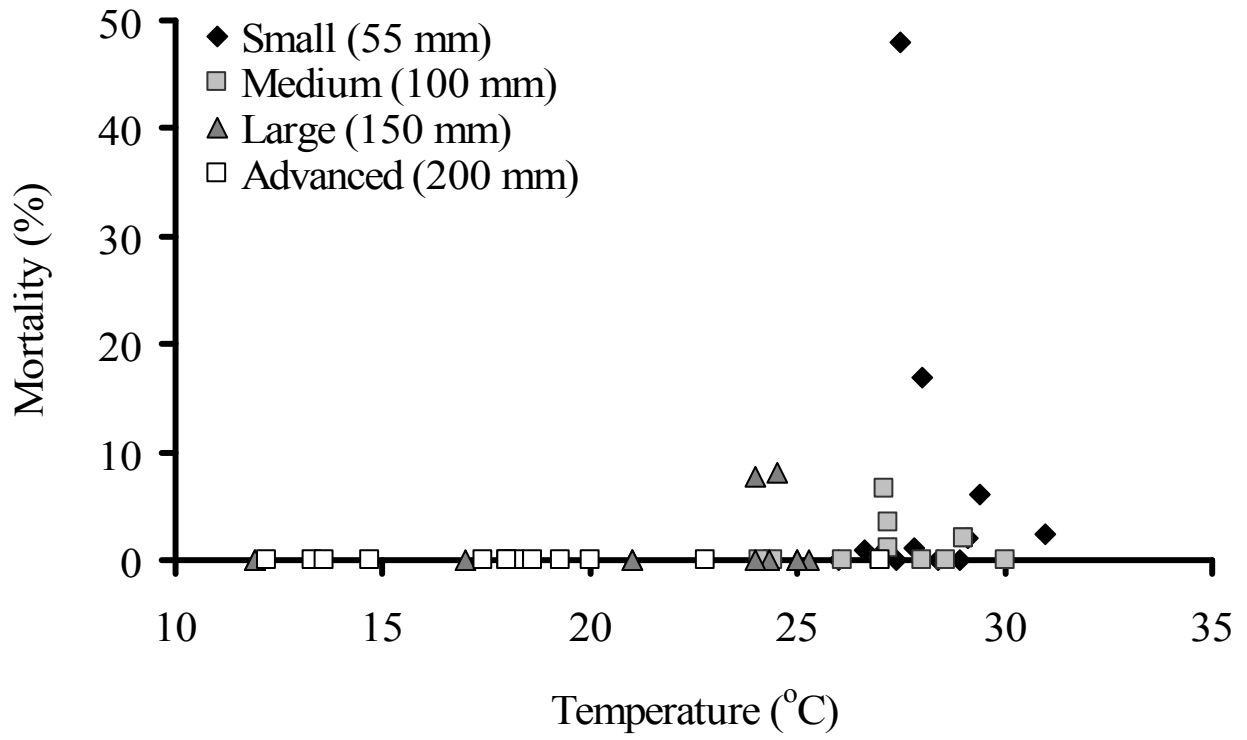 50
40
30
20
10
0
Mortality (%)
Small (55 mm)
Medium (100 mm)
Large (150 mm)
Advanced (200 mm)
10 15 20 25 30 35
Temperature (°C)